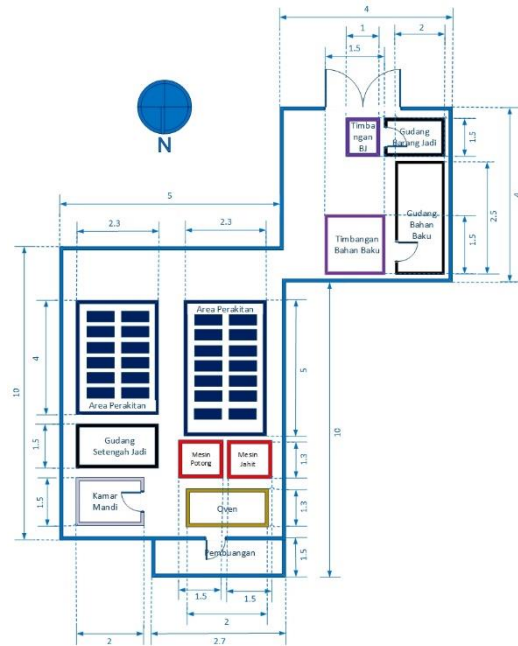 4
1
2
1.5
N
Timba
ngan
BJ
Gudang
Barang Jadi
1.5
5
2.3
2.3
Gudang
Bahan
Baku
2.5
1.5
Timbangan
Bahan Baku
10
4
Area Perakitan
Area Perakitan
5
10
1.5
Gudang
Setengah Jadi
Mesin
Potong
Mesin
Jahit
1.3
1.5
Kamar
Mandi
Oven
1.3
Pembuangan
1.5
1.5
1.5
2
2
2.7